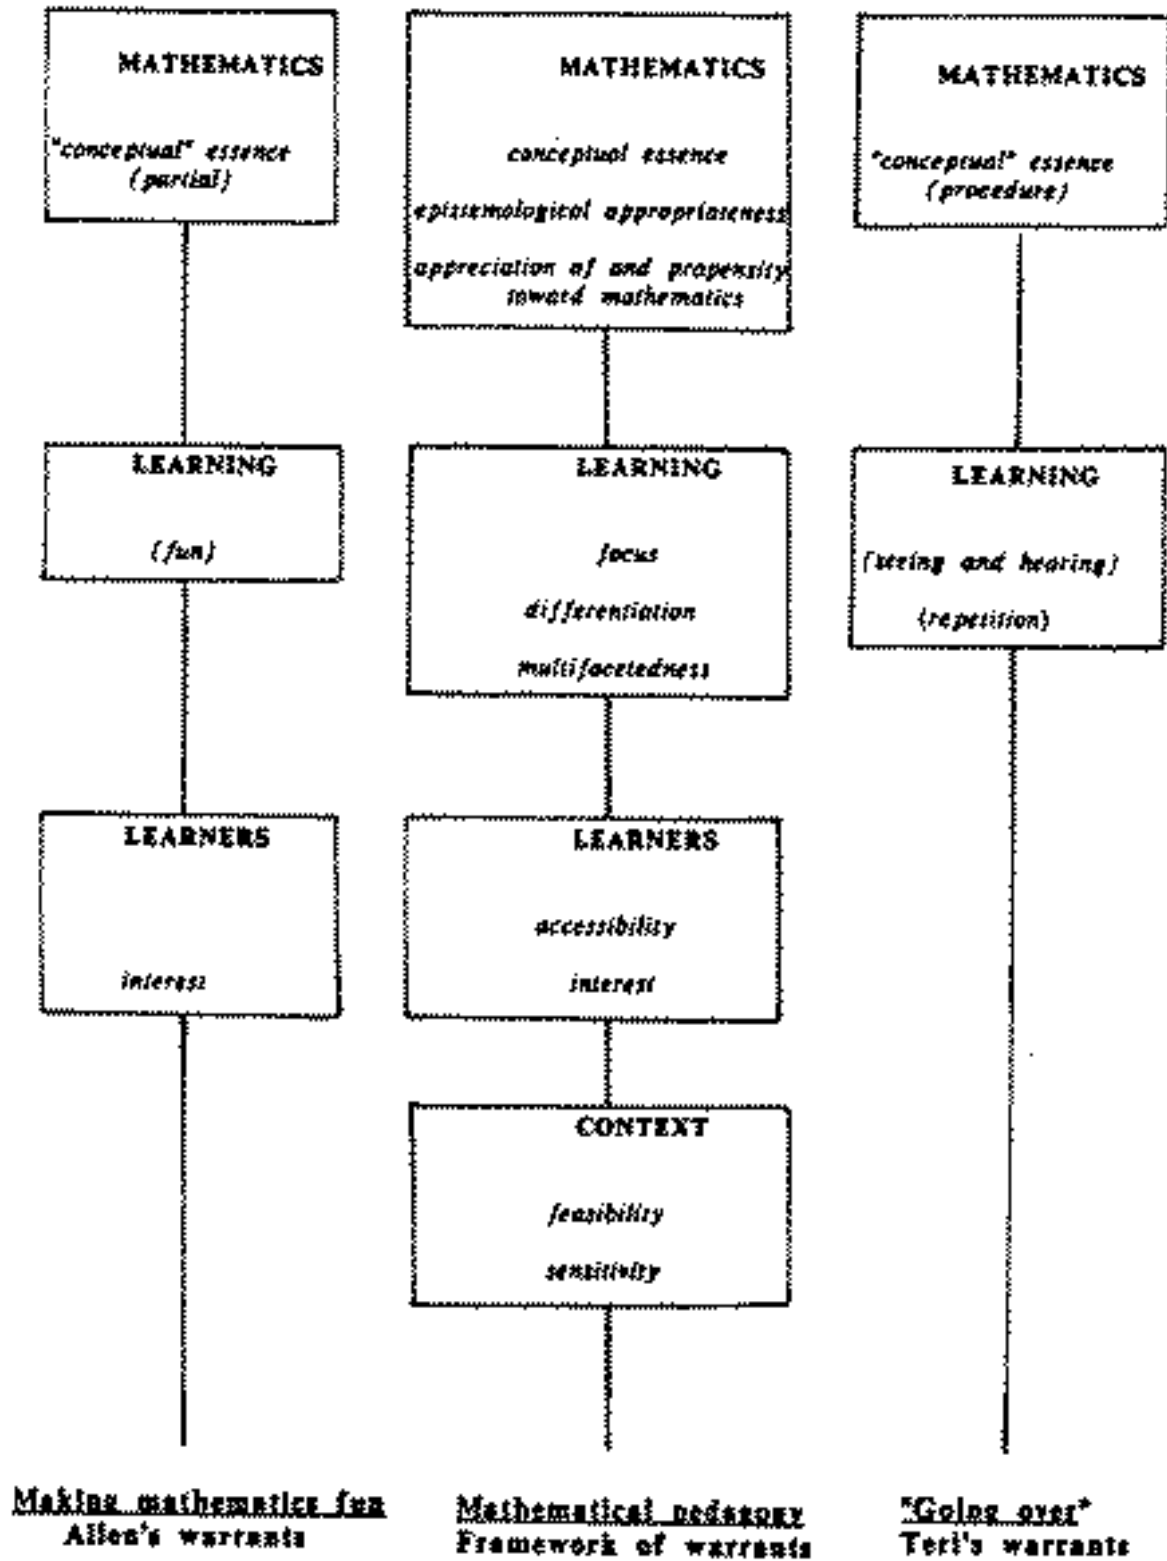 MATHEMATICS
"conceptual" essence
(partial)
LEARNING
(fun)
LEARNERS
interest
Making mathematics fun
Allen's warrants
MATHEMATICS
conceptual essence
epistemological appropriateness
appreciation of and propensity
toward mathematics
LEARNING
focus
differentiation
multifacetedness
LEARNERS
accessibility
interest
CONTEXT
feasibility
sensitivity
Mathematical pedagogy
Framework of warrants
MATHEMATICS
"conceptual" essence
(procedure)
LEARNING
(seeing and hearing)
(repetition)
"Going over"
Teri's warrants